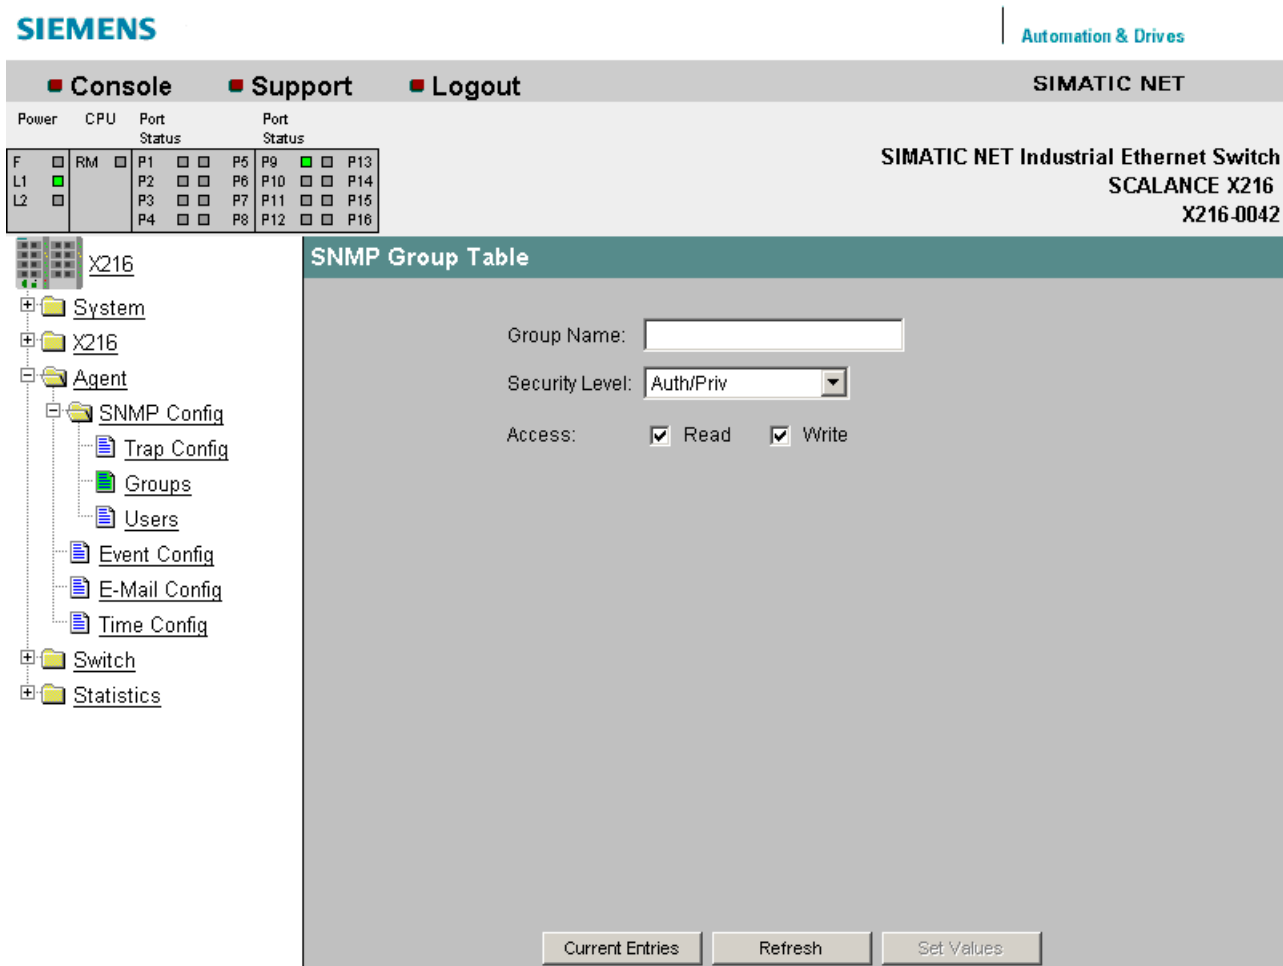 SIEMENS
Automation & Drives
Console Support Logout SIMATIC NET
Power CPU Port Status Port Status
F RM P1 P5 P9 P13
L1 P2 P6 P10 P14
L2 P3 P7 P11 P15
P4 P8 P12 P16
SIMATIC NET Industrial Ethernet Switch
SCALANCE X216
X216-0042
X216
System
X216
Agent
SNMP Config
Trap Config
Groups
Users
Event Config
E-Mail Config
Time Config
Switch
Statistics
SNMP Group Table
Group Name:
Security Level: Auth/Priv
Access: Read Write
Current Entries Refresh Set Values